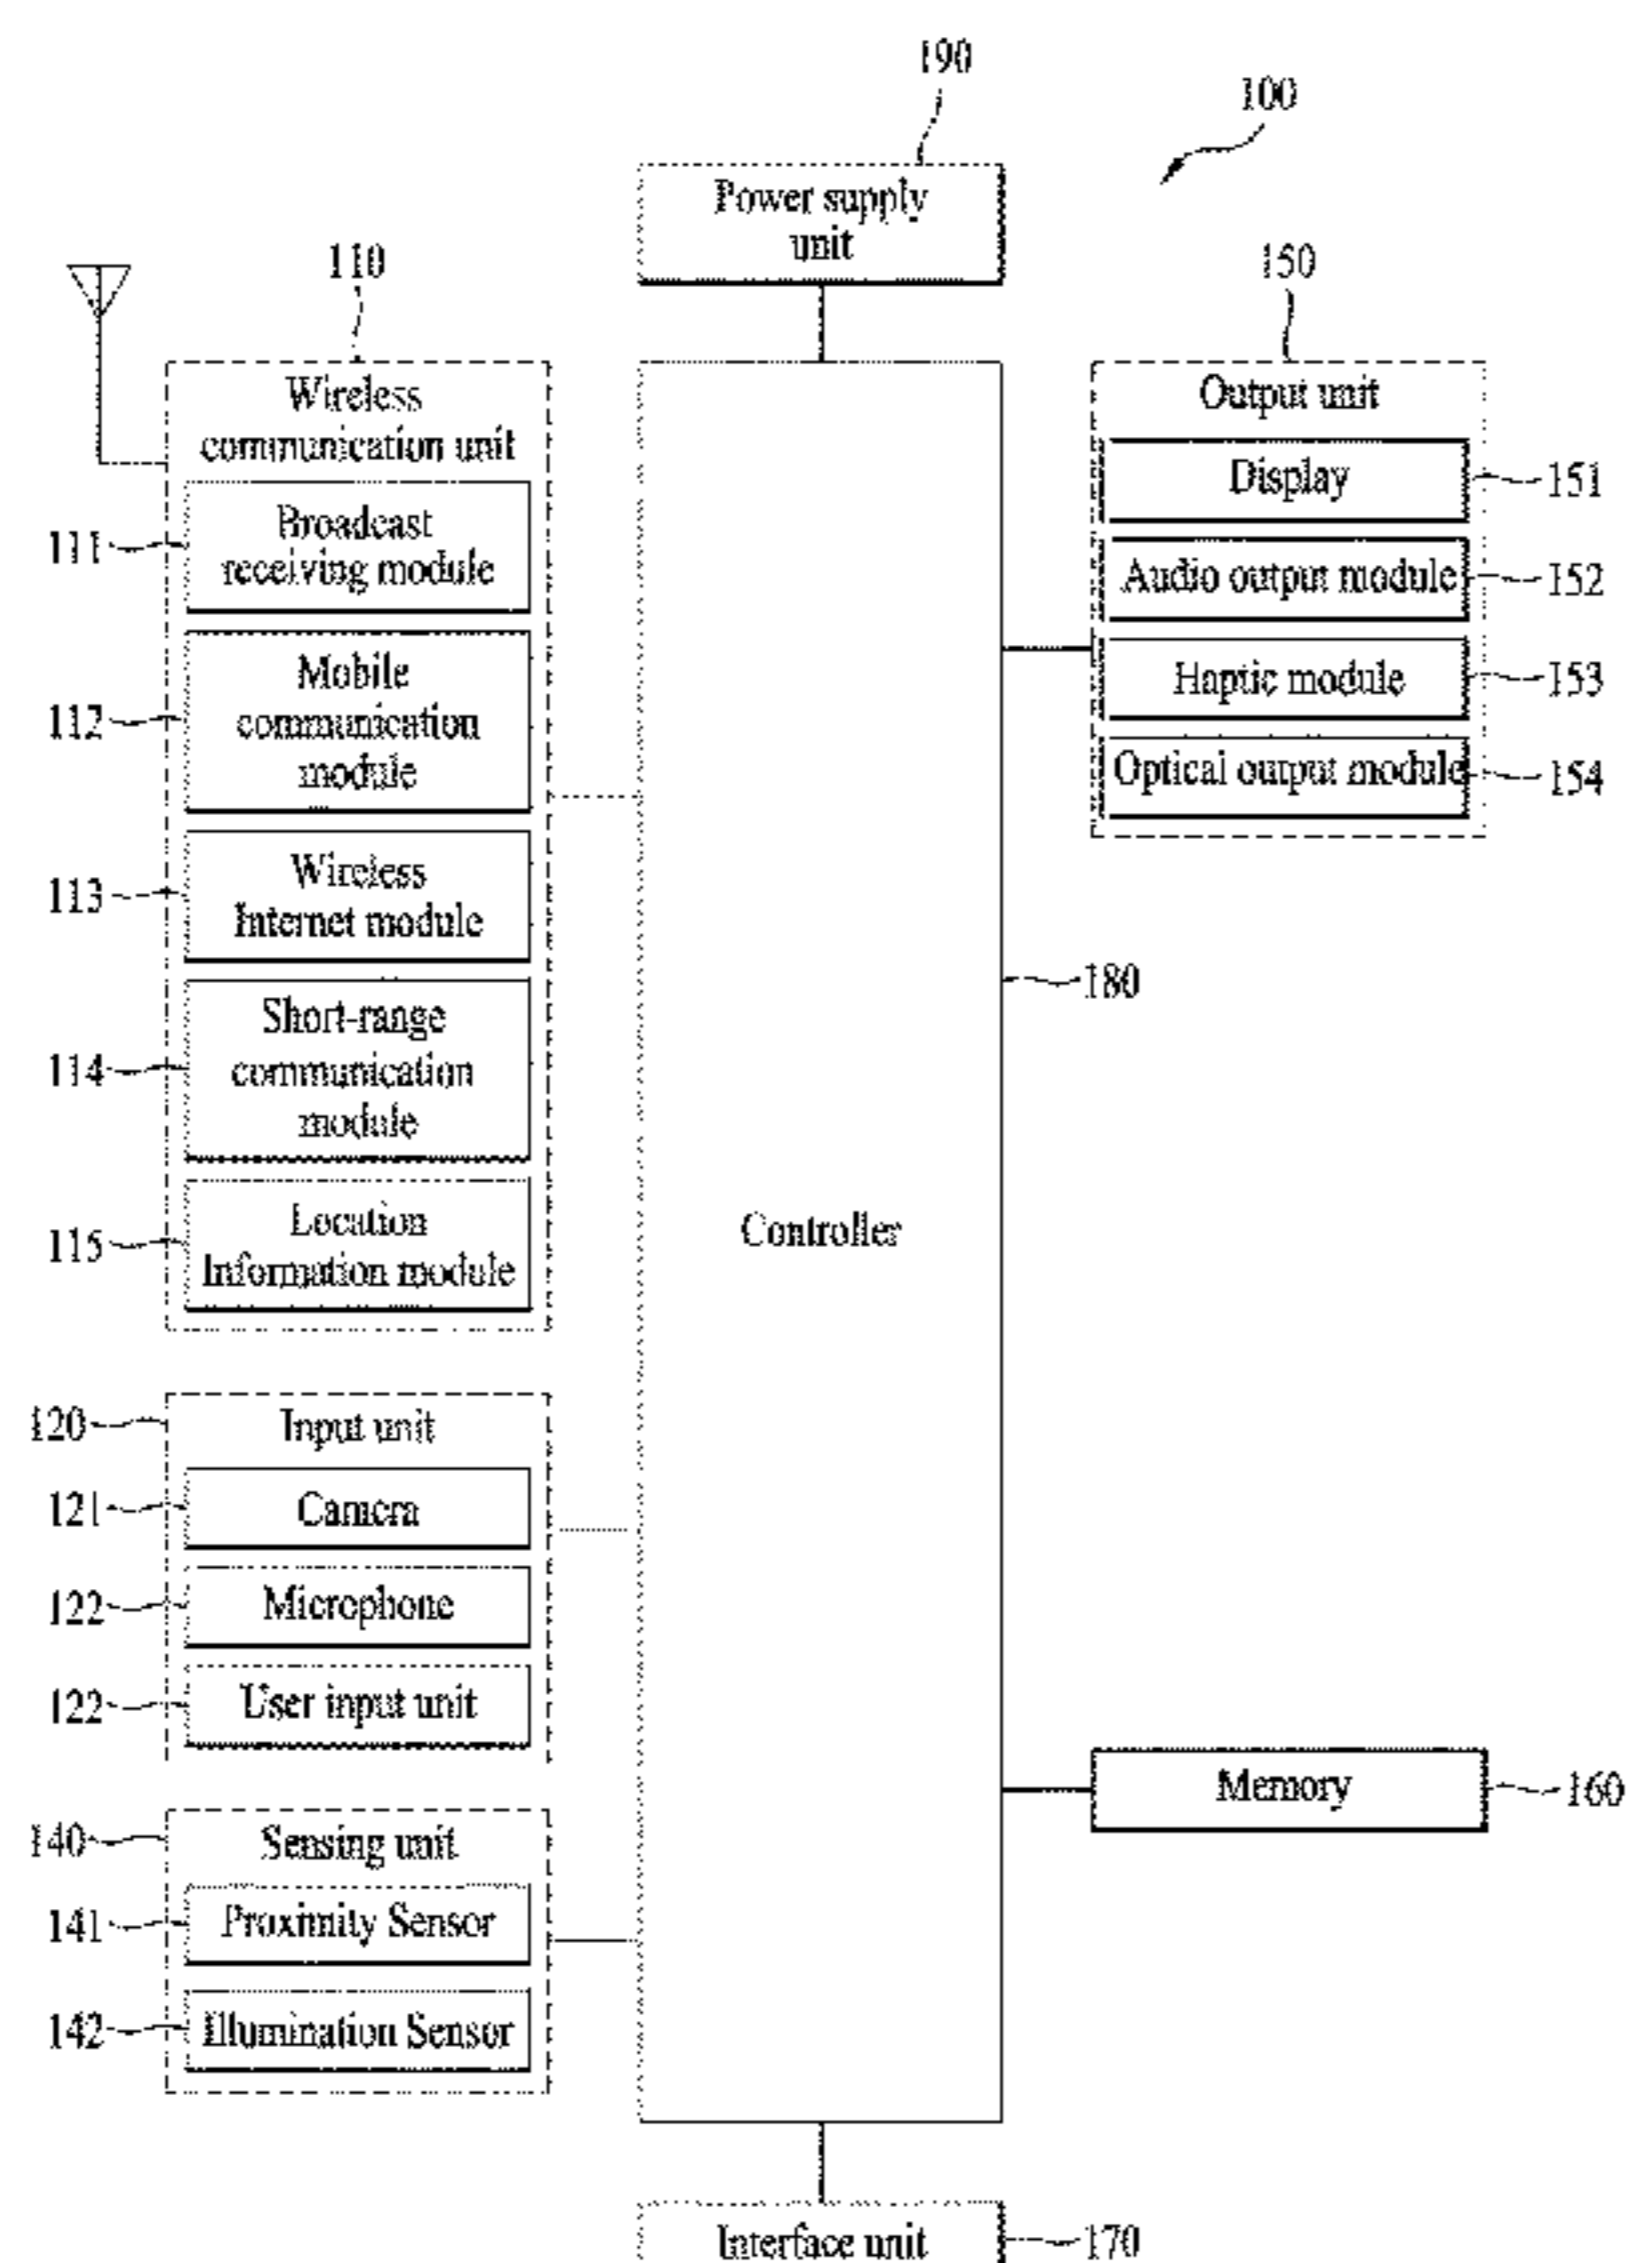 190
100
Power supply
unit
110
150
Wireless
communication unit
Output unit
Broadcast
receiving module
111
Display
151
Audio output module
152
Mobile
communication
module
112
Haptic module
153
Optical output module
154
Wireless
Internet module
113
180
Short-range
communication
module
114
Location
Information module
115
Controller
120
Input unit
121
Camera
122
Microphone
122
User input unit
Memory
160
140
Sensing unit
141
Proximity Sensor
142
Illumination Sensor
Interface unit
170